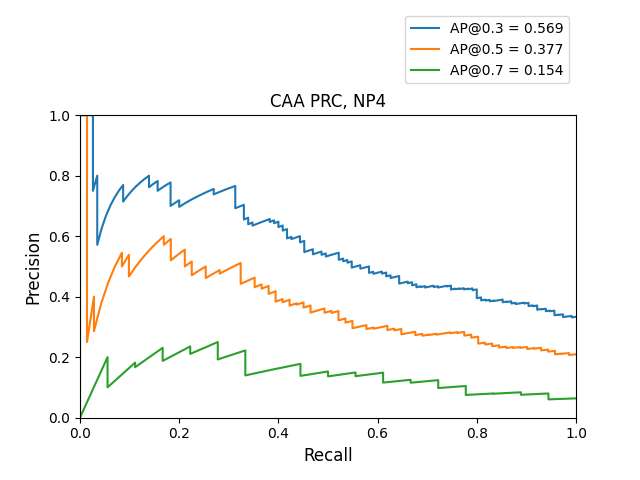 AP@0.3 = 0.569
AP@0.5 = 0.377
AP@0.7 = 0.154
CAA PRC, NP4
1.0
0.8
0.6
0.4
0.2
0.0
Precision
0.0 0.2 0.4 0.6 0.8 1.0
Recall